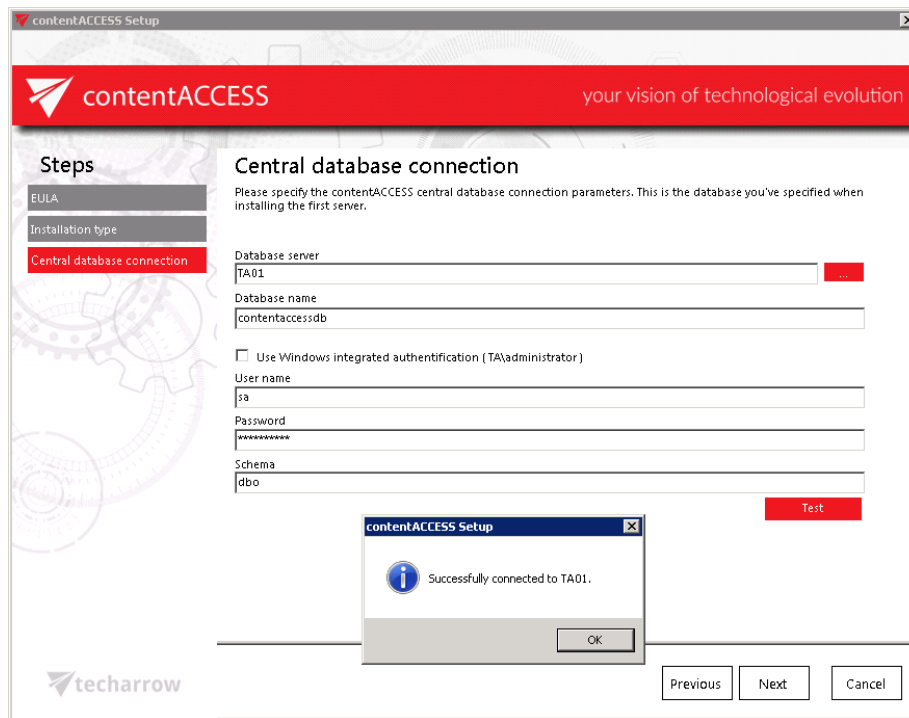 contentACCESS Setup
contentACCESS
your vision of technological evolution
Steps
EULA
Installation type
Central database connection
Central database connection
Please specify the contentACCESS central database connection parameters. This is the database you've specified when
installing the first server.
Database server
TA01
...
Database name
contentaccessdb
Use Windows integrated authentification ( TA\administrator )
User name
sa
Password
**********
Schema
dbo
Test
contentACCESS Setup
Successfully connected to TA01.
OK
techarrow
Previous
Next
Cancel